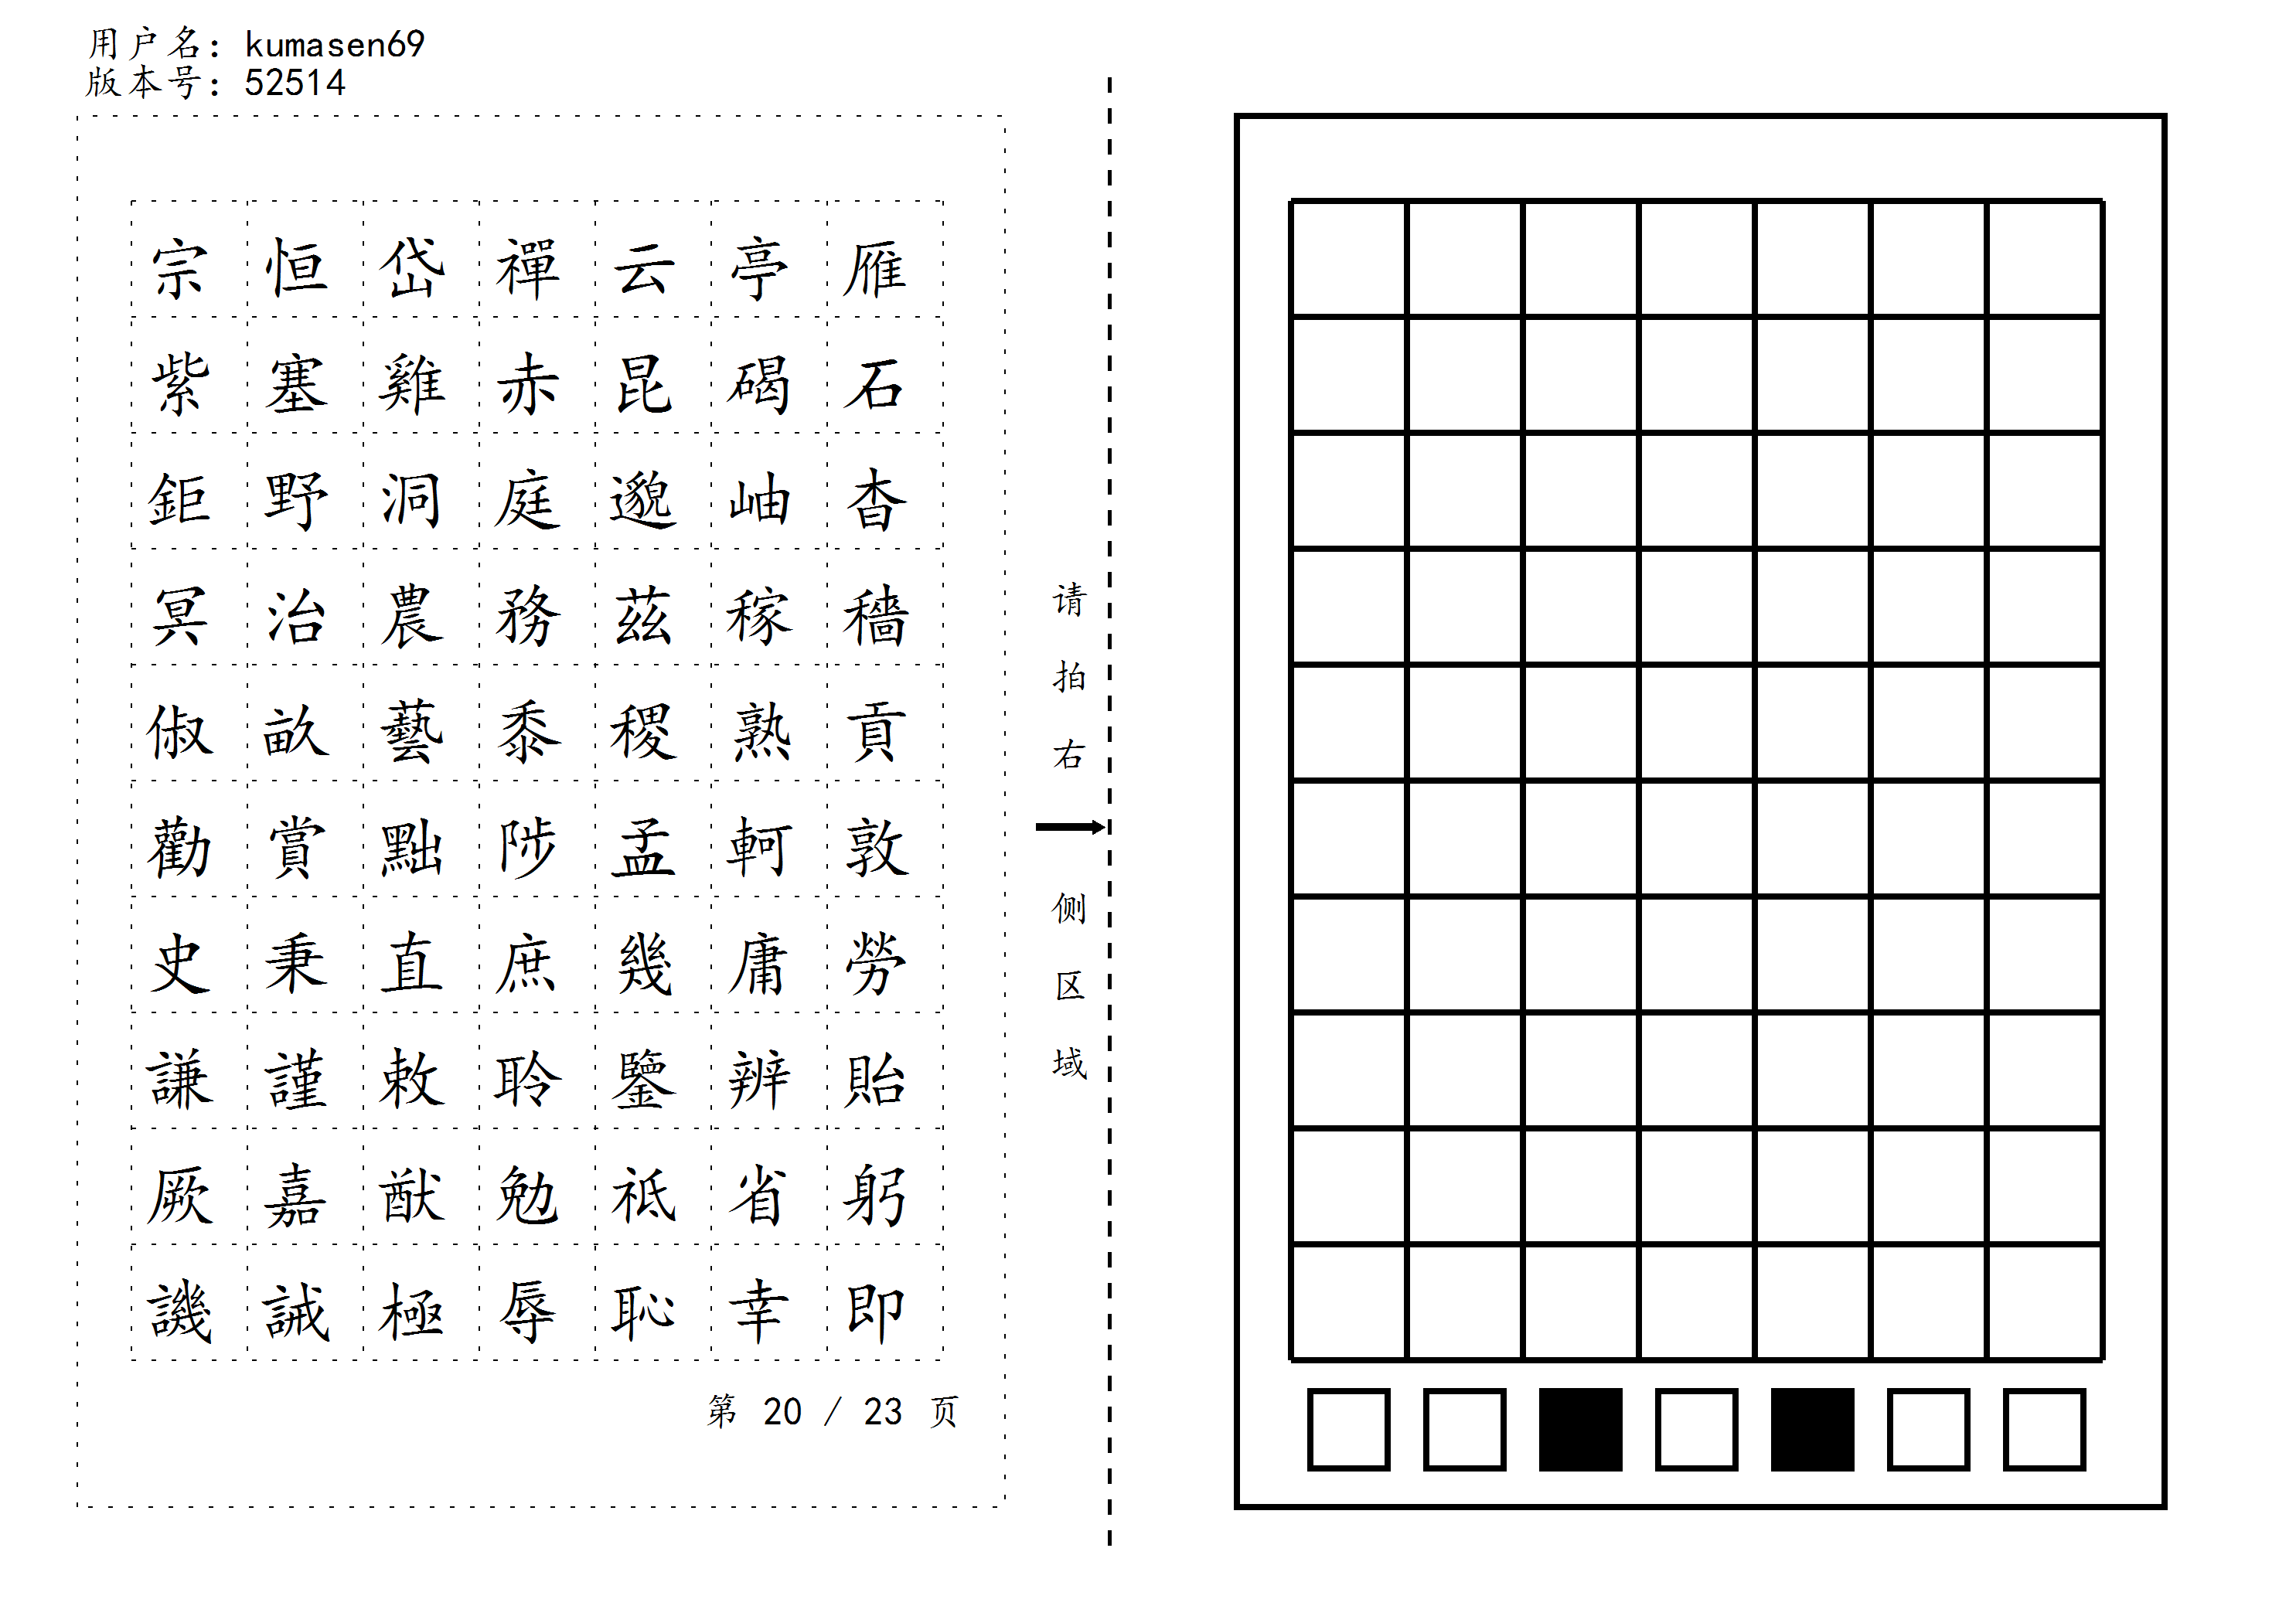 用户名: kumasen69
版本号: 52514
宗恒岱禪云亭雁
紫塞雞赤昆碣石
鉅野洞庭邈岫杳
冥治農務茲稼穡
俶畝藝黍稷熟貢
勸賞黜陟孟軻敦
史秉直庶幾庸勞
謙謹敕聆鑒辨貽
厥嘉猷勉祗省躬
譏誡極辱恥幸即
第 20 / 23 页
请拍右侧区域